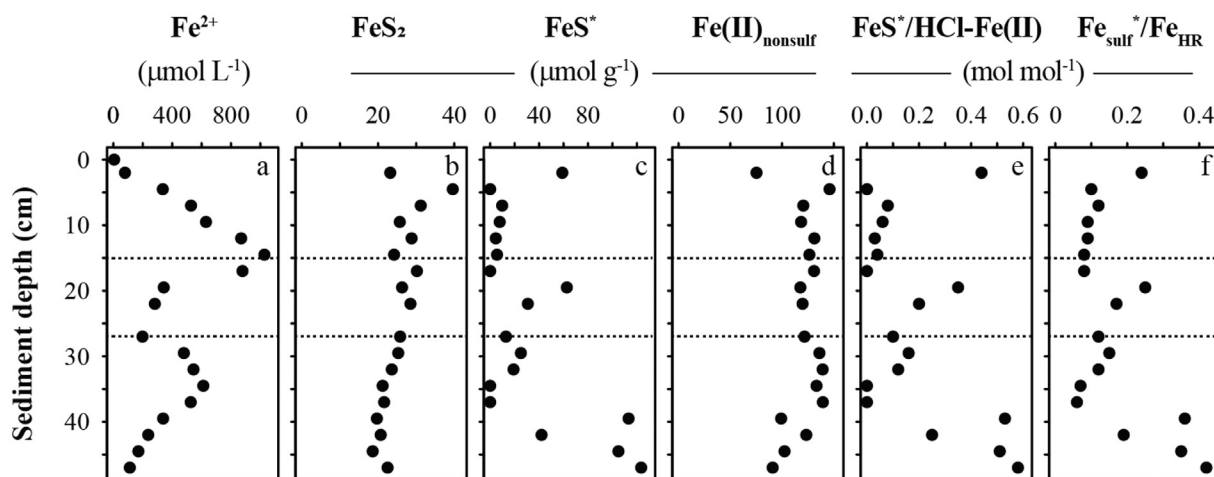 Fe²⁺ FeS₂ FeS* Fe(II)nonsulf FeS*/HCl-Fe(II) Fesulf*/FeHR
(μmol L⁻¹) (μmol g⁻¹) (mol mol⁻¹)
0 400 800 0 20 40 0 40 80 0 50 100 0.0 0.2 0.4 0.6 0 0.2 0.4
0 a b c d e f
10
20
30
40
Sediment depth (cm)